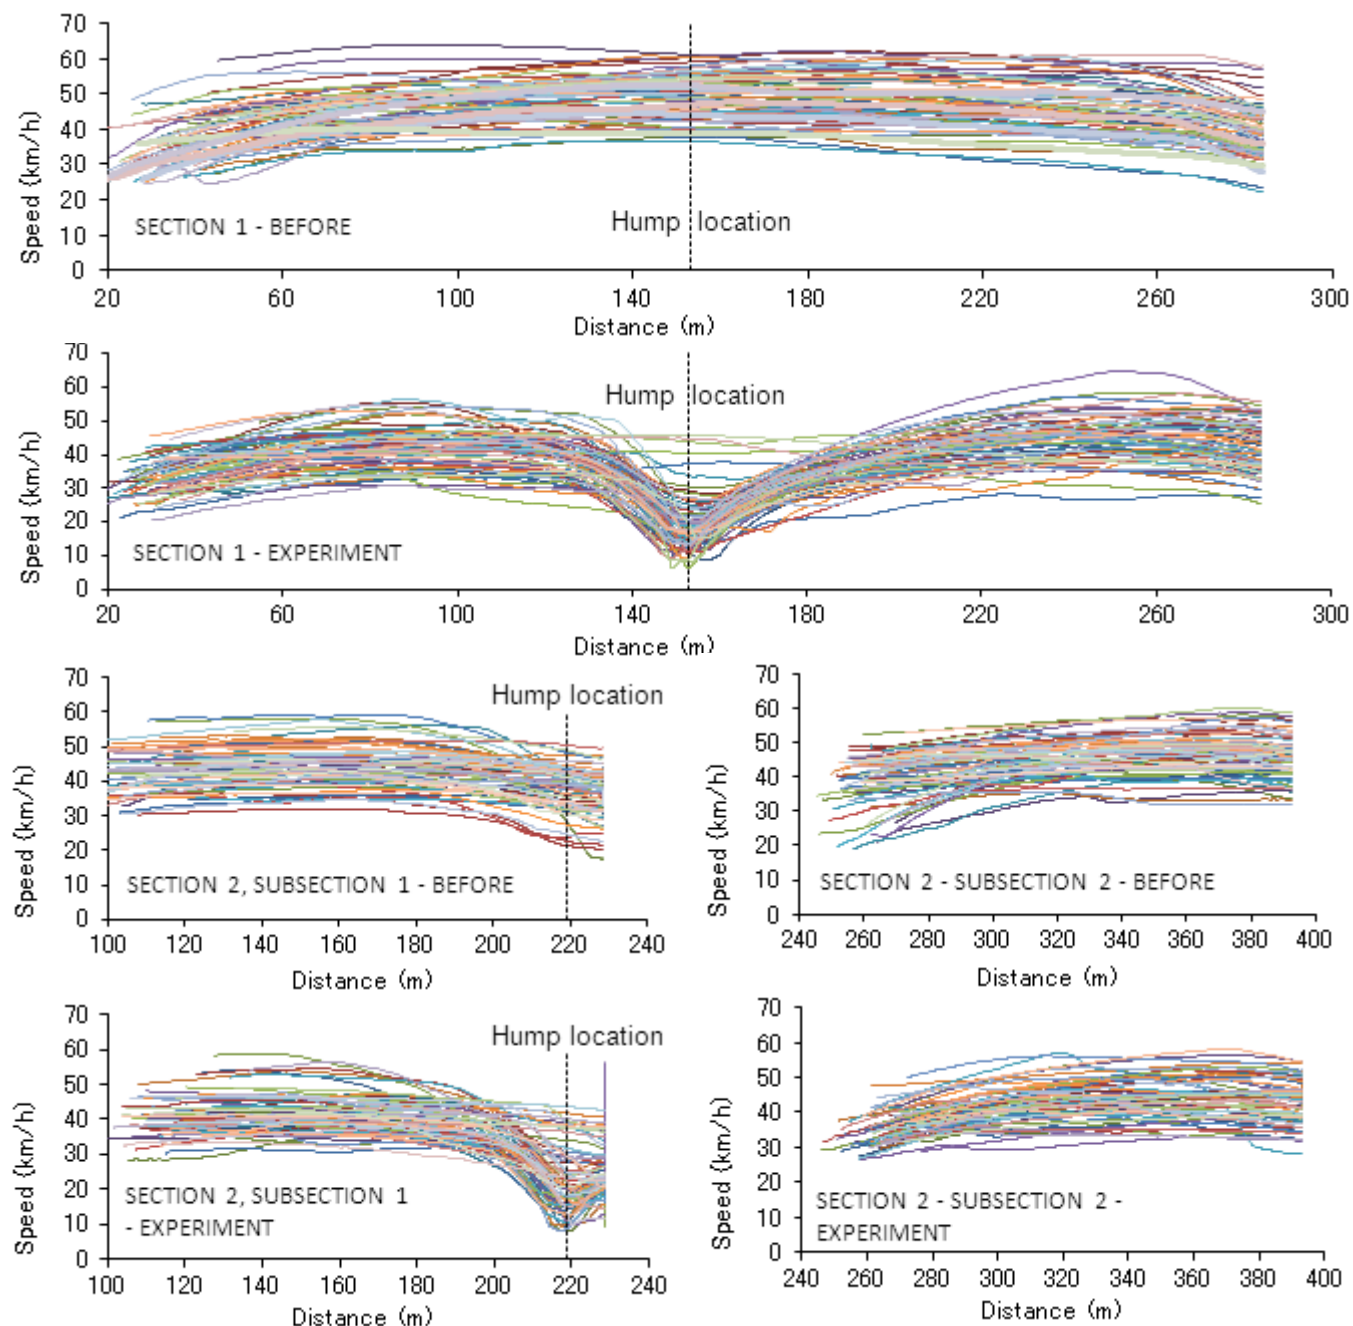 70
60
50
40
30
20
10
0
Speed (km/h)
SECTION 1 - BEFORE
Hump location
20 60 100 140 180 220 260 300
Distance (m)
70
60
50
40
30
20
10
0
Speed (km/h)
Hump location
SECTION 1 - EXPERIMENT
20 60 100 140 180 220 260 300
Distance (m)
70
60
50
40
30
20
10
0
Speed (km/h)
Hump location
SECTION 2, SUBSECTION 1 - BEFORE
100 120 140 160 180 200 220 240
Distance (m)
70
60
50
40
30
20
10
0
Speed (km/h)
SECTION 2 - SUBSECTION 2 - BEFORE
240 260 280 300 320 340 360 380 400
Distance (m)
70
60
50
40
30
20
10
0
Speed (km/h)
Hump location
SECTION 2, SUBSECTION 1
- EXPERIMENT
100 120 140 160 180 200 220 240
Distance (m)
70
60
50
40
30
20
10
0
Speed (km/h)
SECTION 2 - SUBSECTION 2 -
EXPERIMENT
240 260 280 300 320 340 360 380 400
Distance (m)